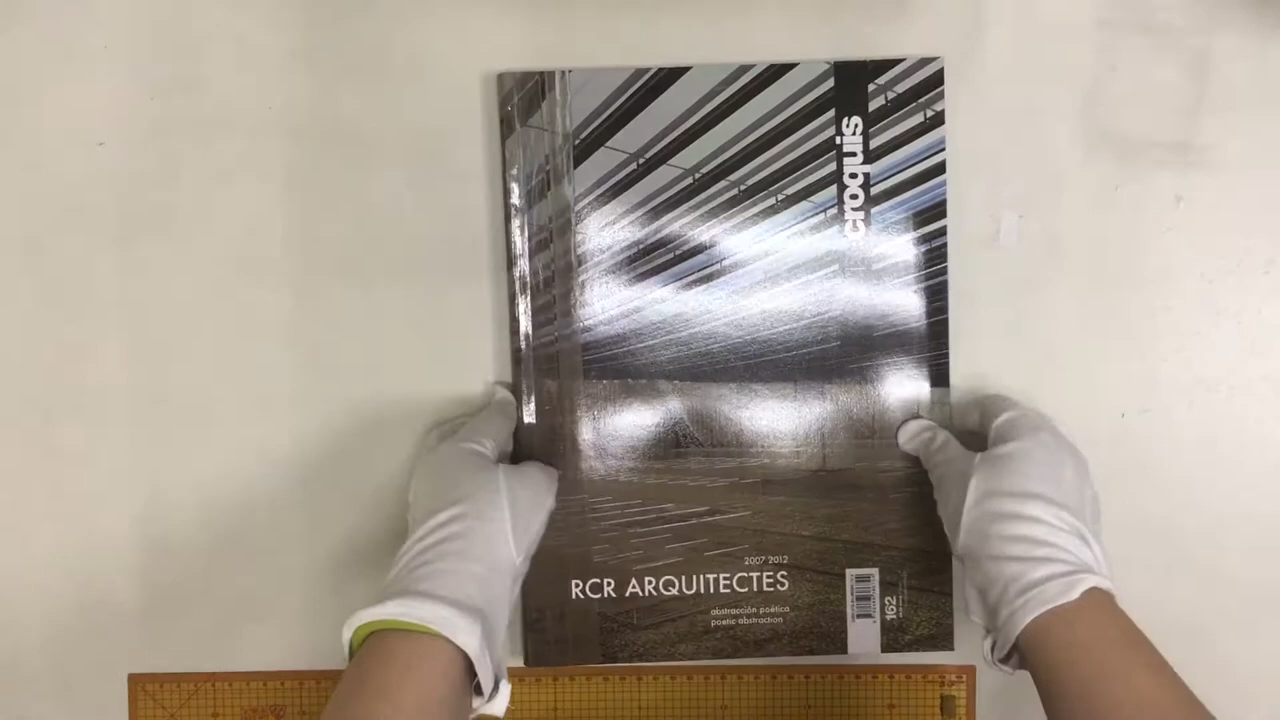 croquis
2007 2012
RCR ARQUITECTES
abstracción poética
poetic abstraction
162